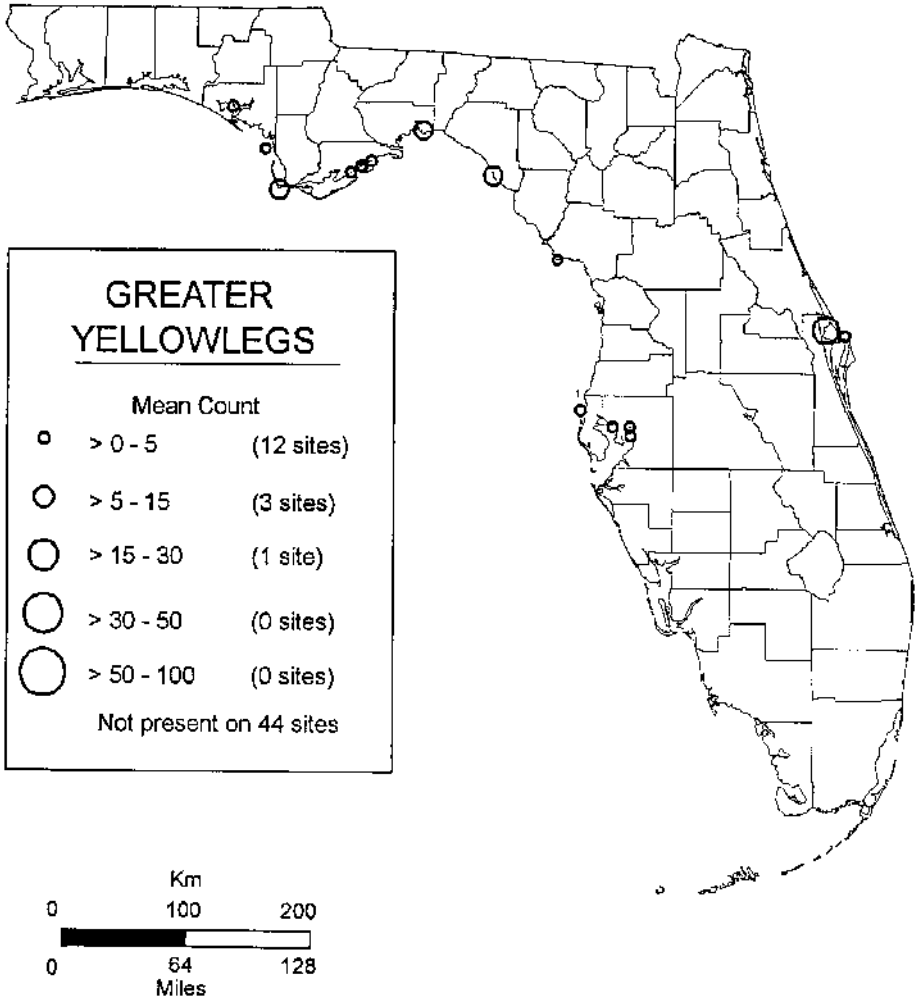 GREATER
YELLOWLEGS
Mean Count
> 0 - 5 (12 sites)
> 5 - 15 (3 sites)
> 15 - 30 (1 site)
> 30 - 50 (0 sites)
> 50 - 100 (0 sites)
Not present on 44 sites
Km
0 100 200
0 64 128
Miles